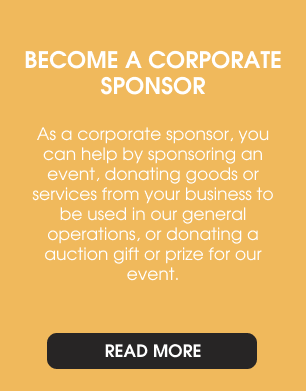 BECOME A CORPORATE
SPONSOR
As a corporate sponsor, you
can help by sponsoring an
event, donating goods or
services from your business to
be used in our general
operations, or donating a
auction gift or prize for our
event.
READ MORE